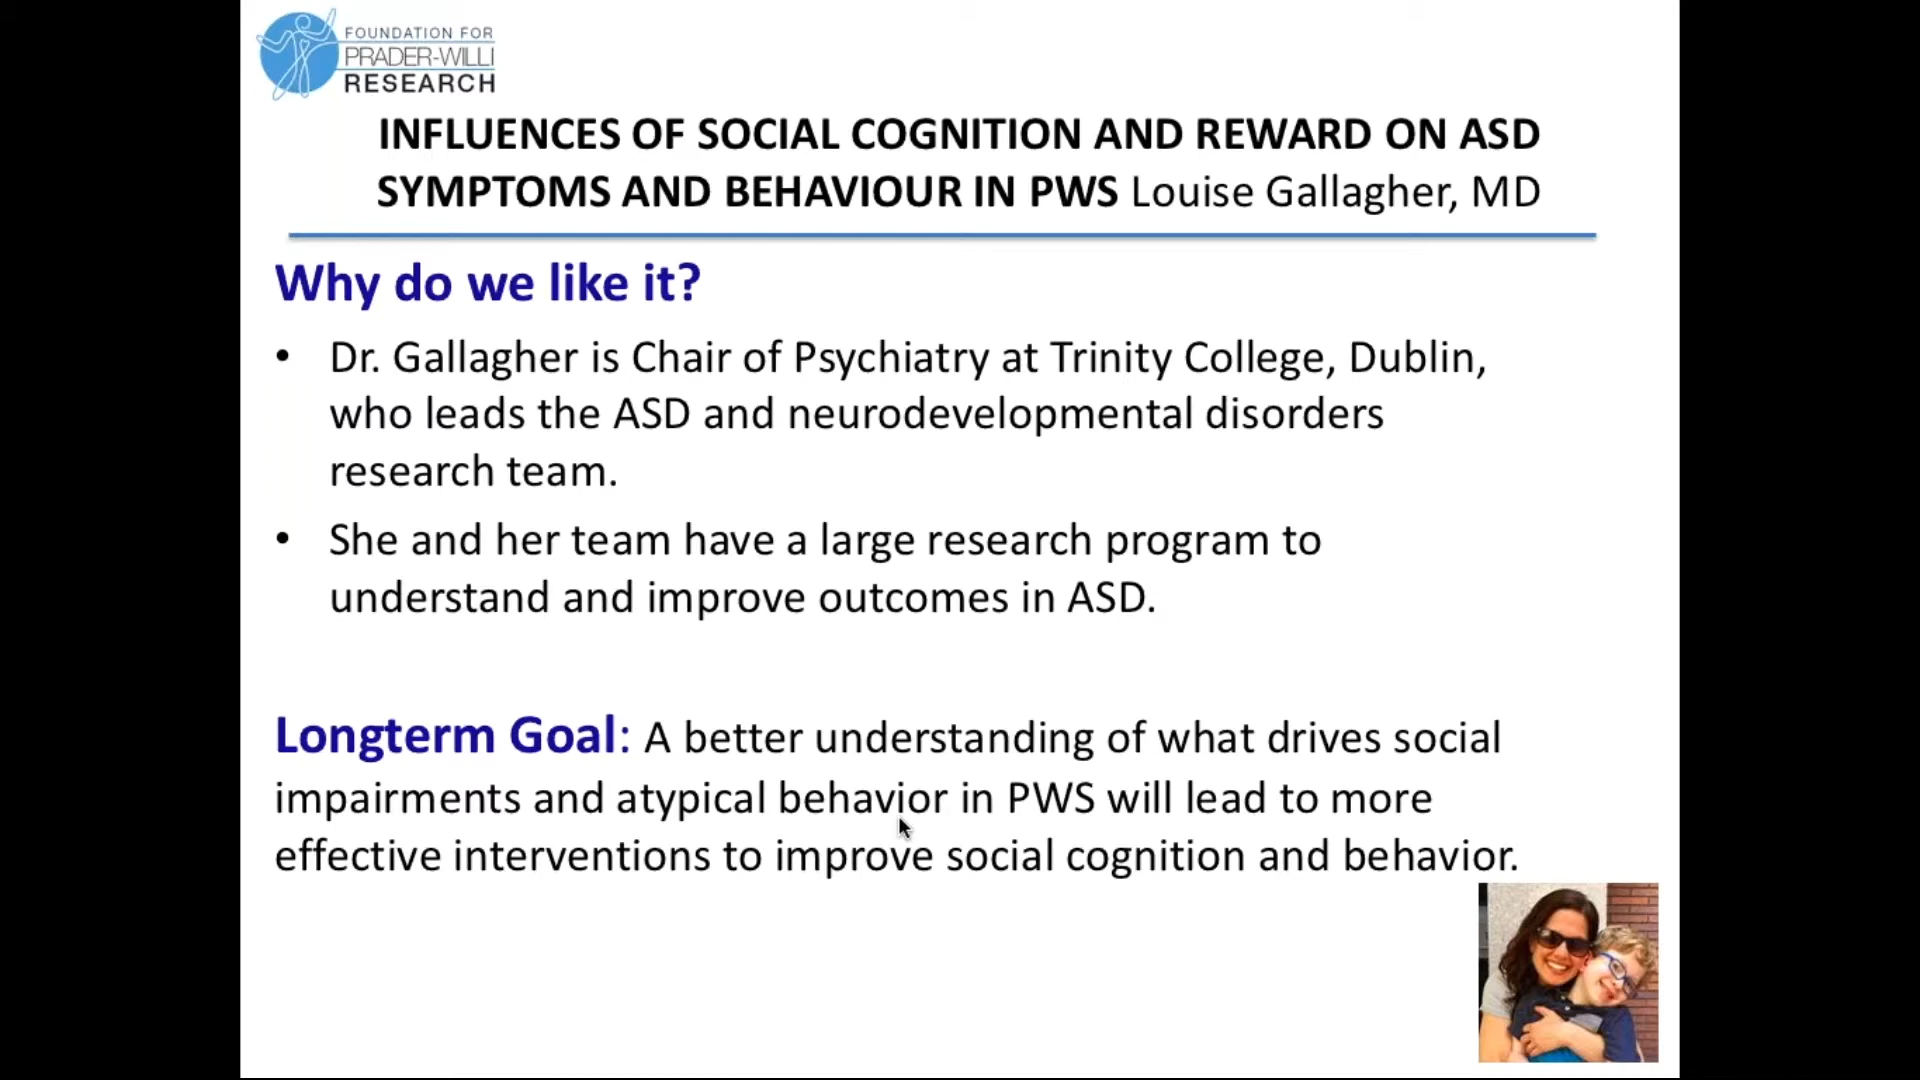 FOUNDATION FOR
PRADER-WILLI
RESEARCH
INFLUENCES OF SOCIAL COGNITION AND REWARD ON ASD
SYMPTOMS AND BEHAVIOUR IN PWS Louise Gallagher, MD
Why do we like it?
• Dr. Gallagher is Chair of Psychiatry at Trinity College, Dublin,
who leads the ASD and neurodevelopmental disorders
research team.
• She and her team have a large research program to
understand and improve outcomes in ASD.
Longterm Goal: A better understanding of what drives social
impairments and atypical behavior in PWS will lead to more
effective interventions to improve social cognition and behavior.